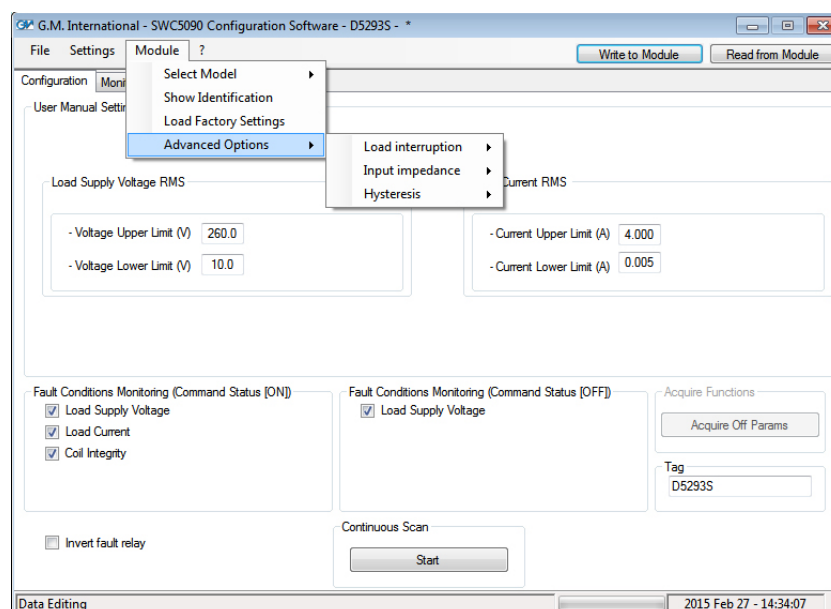 G.M. International - SWC5090 Configuration Software - D5293S - *
File Settings Module ?
Write to Module Read from Module
Select Model
Show Identification
Load Factory Settings
Advanced Options
Load interruption
Input impedance
Hysteresis
Configuration Moni
User Manual Settin
Load Supply Voltage RMS
- Voltage Upper Limit (V) 260.0
- Voltage Lower Limit (V) 10.0
Current RMS
- Current Upper Limit (A) 4.000
- Current Lower Limit (A) 0.005
Fault Conditions Monitoring (Command Status [ON])
Load Supply Voltage
Load Current
Coil Integrity
Fault Conditions Monitoring (Command Status [OFF])
Load Supply Voltage
Acquire Functions
Acquire Off Params
Tag
D5293S
Invert fault relay
Continuous Scan
Start
Data Editing
2015 Feb 27 - 14:34:07